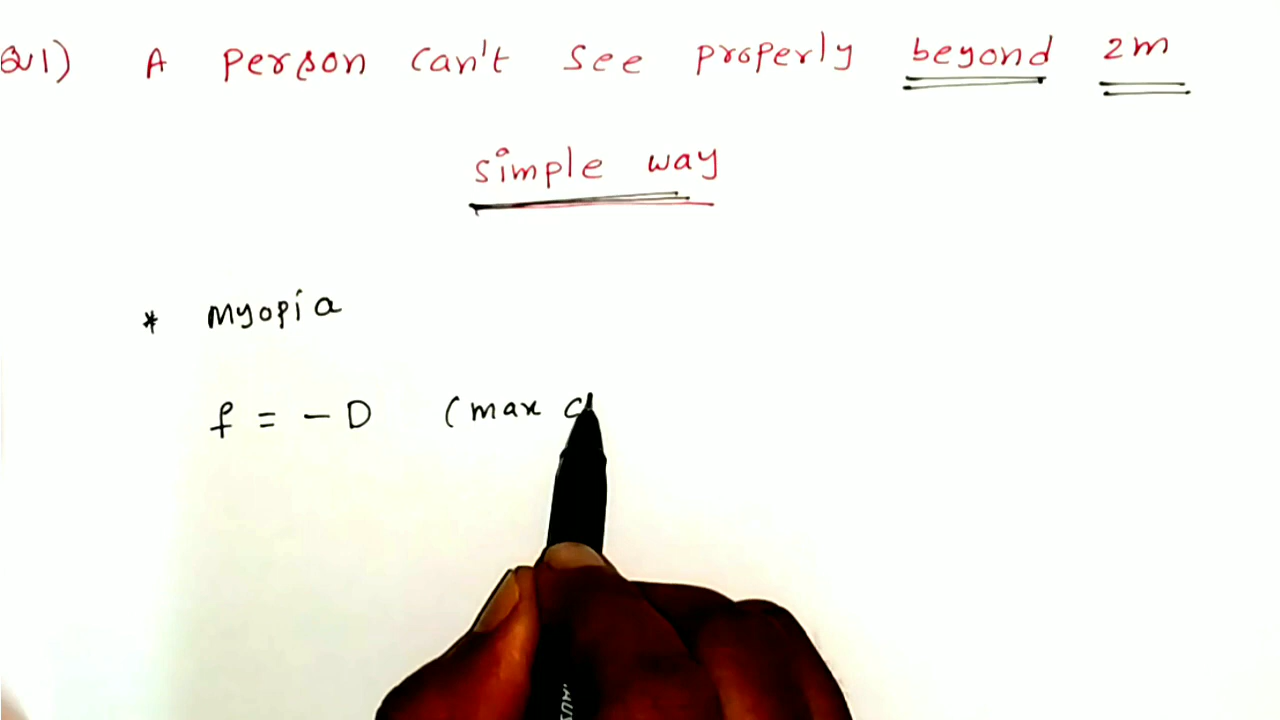 Q1) A person can't see properly beyond 2m
simple way
* Myopia
f = - D (max d